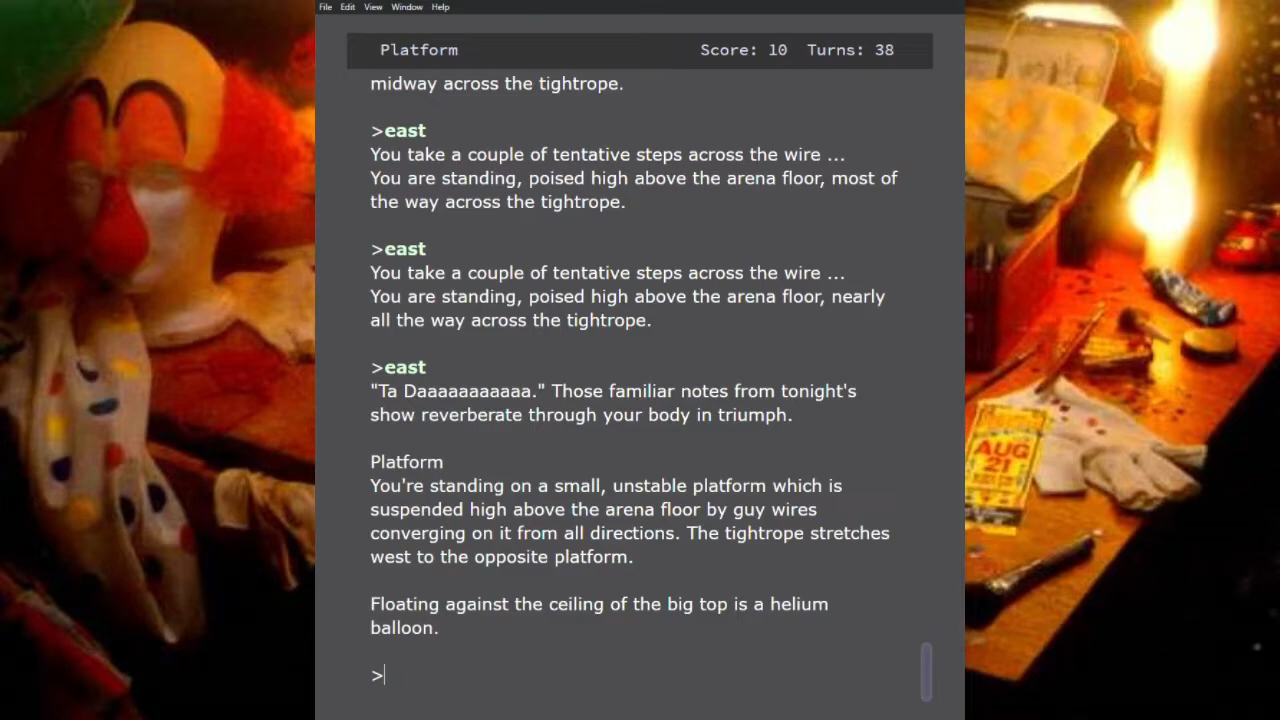 File Edit View Window Help
Platform Score: 10 Turns: 38
midway across the tightrope.
>east
You take a couple of tentative steps across the wire ...
You are standing, poised high above the arena floor, most of
the way across the tightrope.
>east
You take a couple of tentative steps across the wire ...
You are standing, poised high above the arena floor, nearly
all the way across the tightrope.
>east
"Ta Daaaaaaaaaaa." Those familiar notes from tonight's
show reverberate through your body in triumph.
Platform
You're standing on a small, unstable platform which is
suspended high above the arena floor by guy wires
converging on it from all directions. The tightrope stretches
west to the opposite platform.
Floating against the ceiling of the big top is a helium
balloon.
>
AUG
21